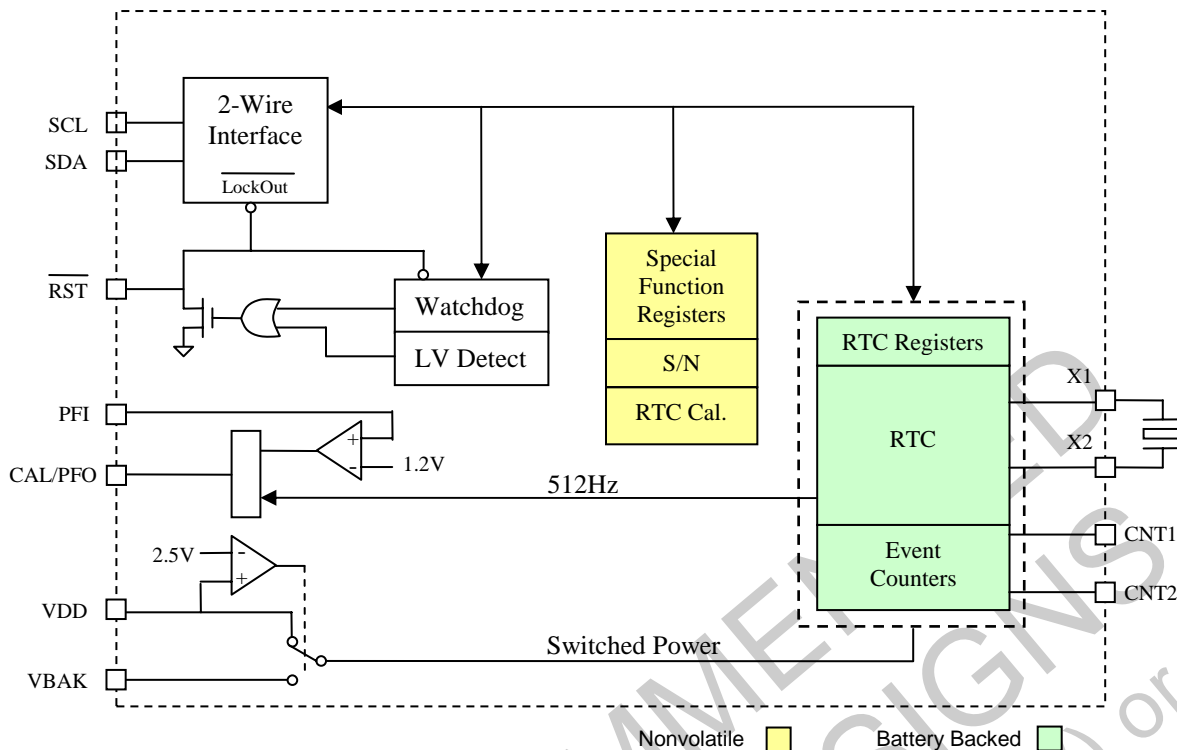 2-Wire
Interface
LockOut
SCL
SDA
RST
Watchdog
LV Detect
Special
Function
Registers
S/N
RTC Cal.
RTC Registers
RTC
Event
Counters
X1
X2
CNT1
CNT2
PFI
+
-
1.2V
CAL/PFO
512Hz
2.5V
-
+
VDD
VBAK
Switched Power
Nonvolatile
Battery Backed
SIGNS
) or